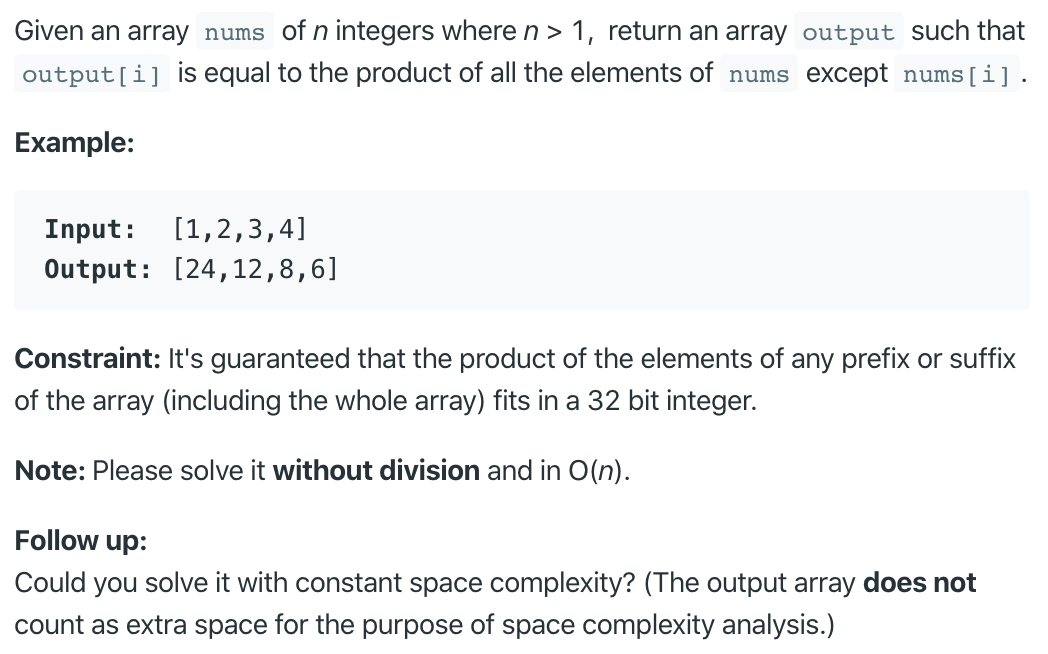 Given an array nums of n integers where n > 1, return an array output such that
output[i] is equal to the product of all the elements of nums except nums[i].
Example:
Input: [1,2,3,4]
Output: [24,12,8,6]
Constraint: It's guaranteed that the product of the elements of any prefix or suffix
of the array (including the whole array) fits in a 32 bit integer.
Note: Please solve it without division and in O(n).
Follow up:
Could you solve it with constant space complexity? (The output array does not
count as extra space for the purpose of space complexity analysis.)